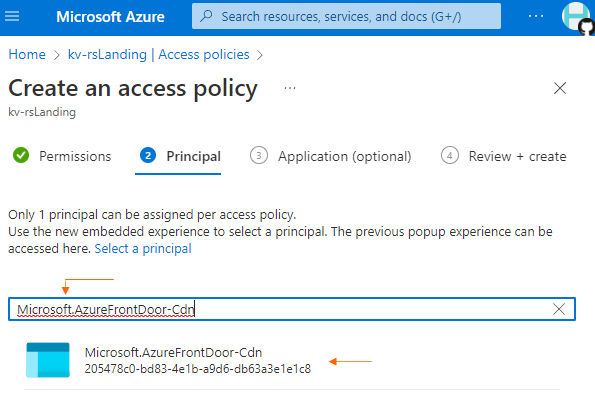 Microsoft Azure
Search resources, services, and docs (G+/)
...
Home > kv-rsLanding | Access policies >
Create an access policy ...
kv-rsLanding
Permissions 2 Principal 3 Application (optional) 4 Review + create
Only 1 principal can be assigned per access policy.
Use the new embedded experience to select a principal. The previous popup experience can be
accessed here. Select a principal
Microsoft.AzureFrontDoor-Cdn
Microsoft.AzureFrontDoor-Cdn
205478c0-bd83-4e1b-a9d6-db63a3e1e1c8